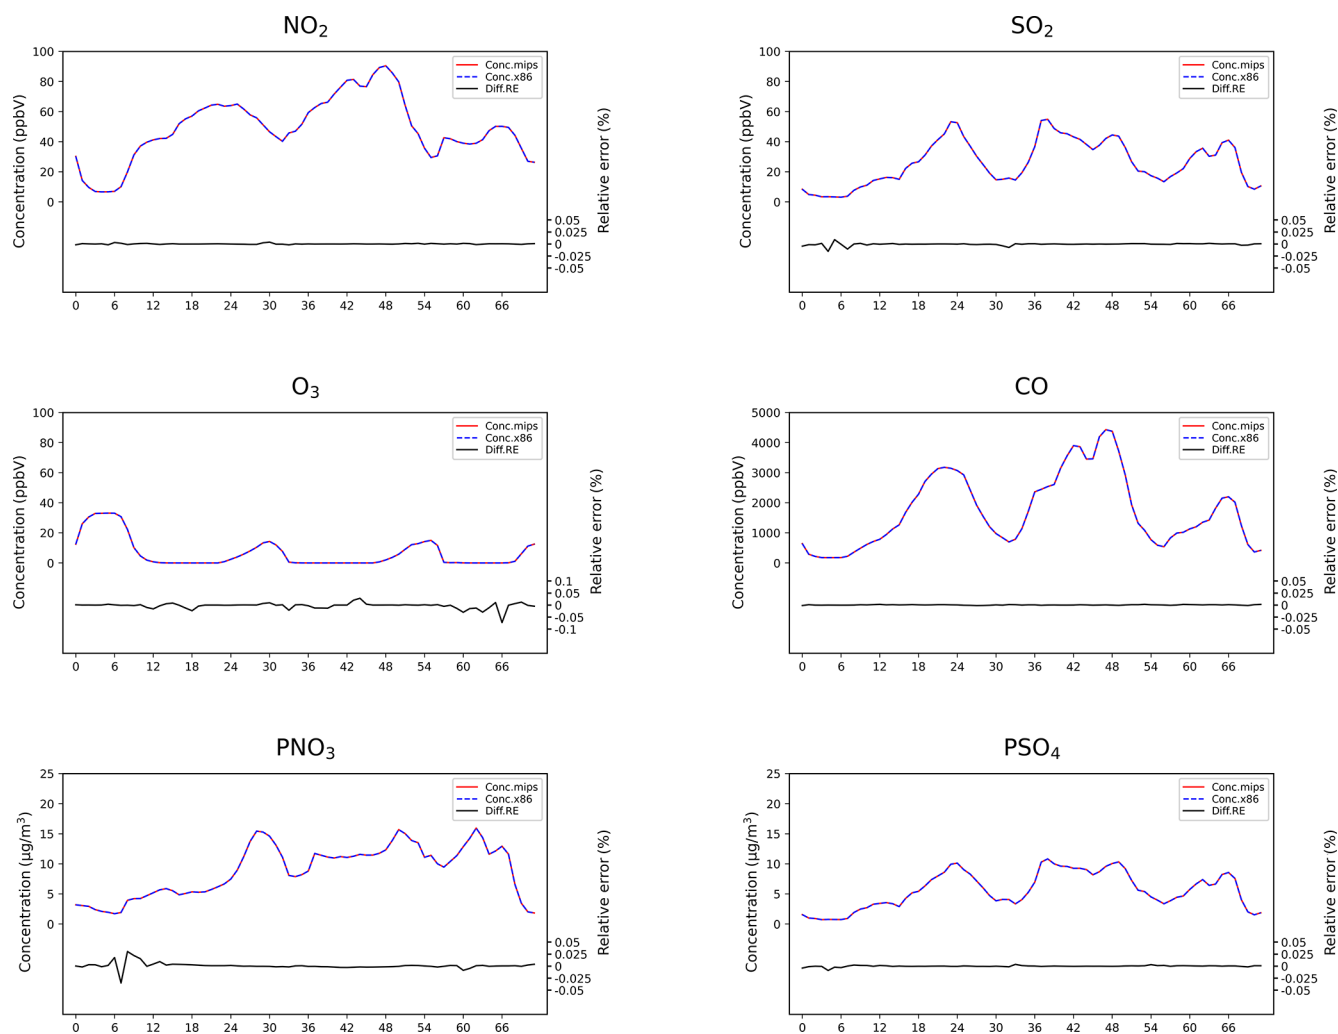 NO₂
Concentration (ppbV)
100
80
60
40
20
0
Conc.mips
Conc.x86
Diff.RE
0.05
0.025
0
-0.025
-0.05
Relative error (%)
0 6 12 18 24 30 36 42 48 54 60 66
SO₂
Concentration (ppbV)
100
80
60
40
20
0
Conc.mips
Conc.x86
Diff.RE
0.05
0.025
0
-0.025
-0.05
Relative error (%)
0 6 12 18 24 30 36 42 48 54 60 66
O₃
Concentration (ppbV)
100
80
60
40
20
0
Conc.mips
Conc.x86
Diff.RE
0.1
0.05
0
-0.05
-0.1
Relative error (%)
0 6 12 18 24 30 36 42 48 54 60 66
CO
Concentration (ppbV)
5000
4000
3000
2000
1000
0
Conc.mips
Conc.x86
Diff.RE
0.05
0.025
0
-0.025
-0.05
Relative error (%)
0 6 12 18 24 30 36 42 48 54 60 66
PNO₃
Concentration (μg/m³)
25
20
15
10
5
0
Conc.mips
Conc.x86
Diff.RE
0.05
0.025
0
-0.025
-0.05
Relative error (%)
0 6 12 18 24 30 36 42 48 54 60 66
PSO₄
Concentration (μg/m³)
25
20
15
10
5
0
Conc.mips
Conc.x86
Diff.RE
0.05
0.025
0
-0.025
-0.05
Relative error (%)
0 6 12 18 24 30 36 42 48 54 60 66